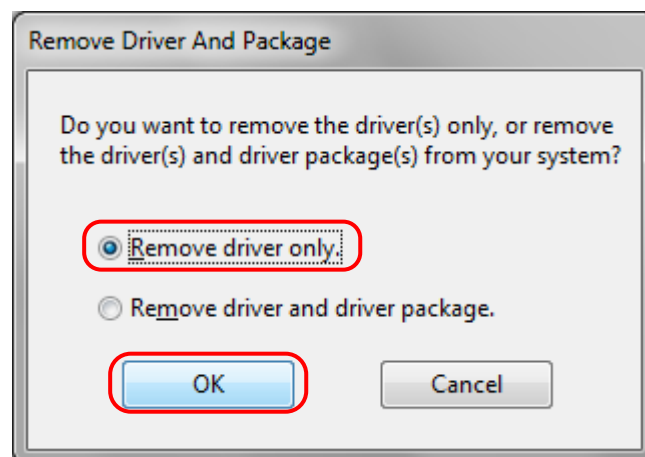 Remove Driver And Package
Do you want to remove the driver(s) only, or remove
the driver(s) and driver package(s) from your system?
Remove driver only.
Remove driver and driver package.
OK
Cancel